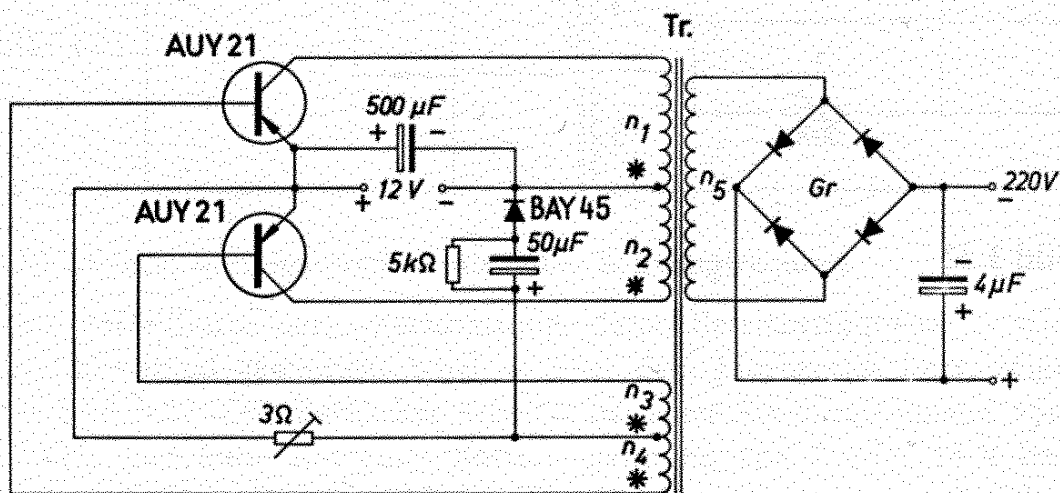 Tr.
AUY 21
500 µF
+ −
n1
✱
12 V
+ −
n5
Gr
220V
−
AUY 21
BAY 45
n2
50µF
5kΩ
✱
+
−
4µF
+
n3
+
3Ω
✱
n4
✱